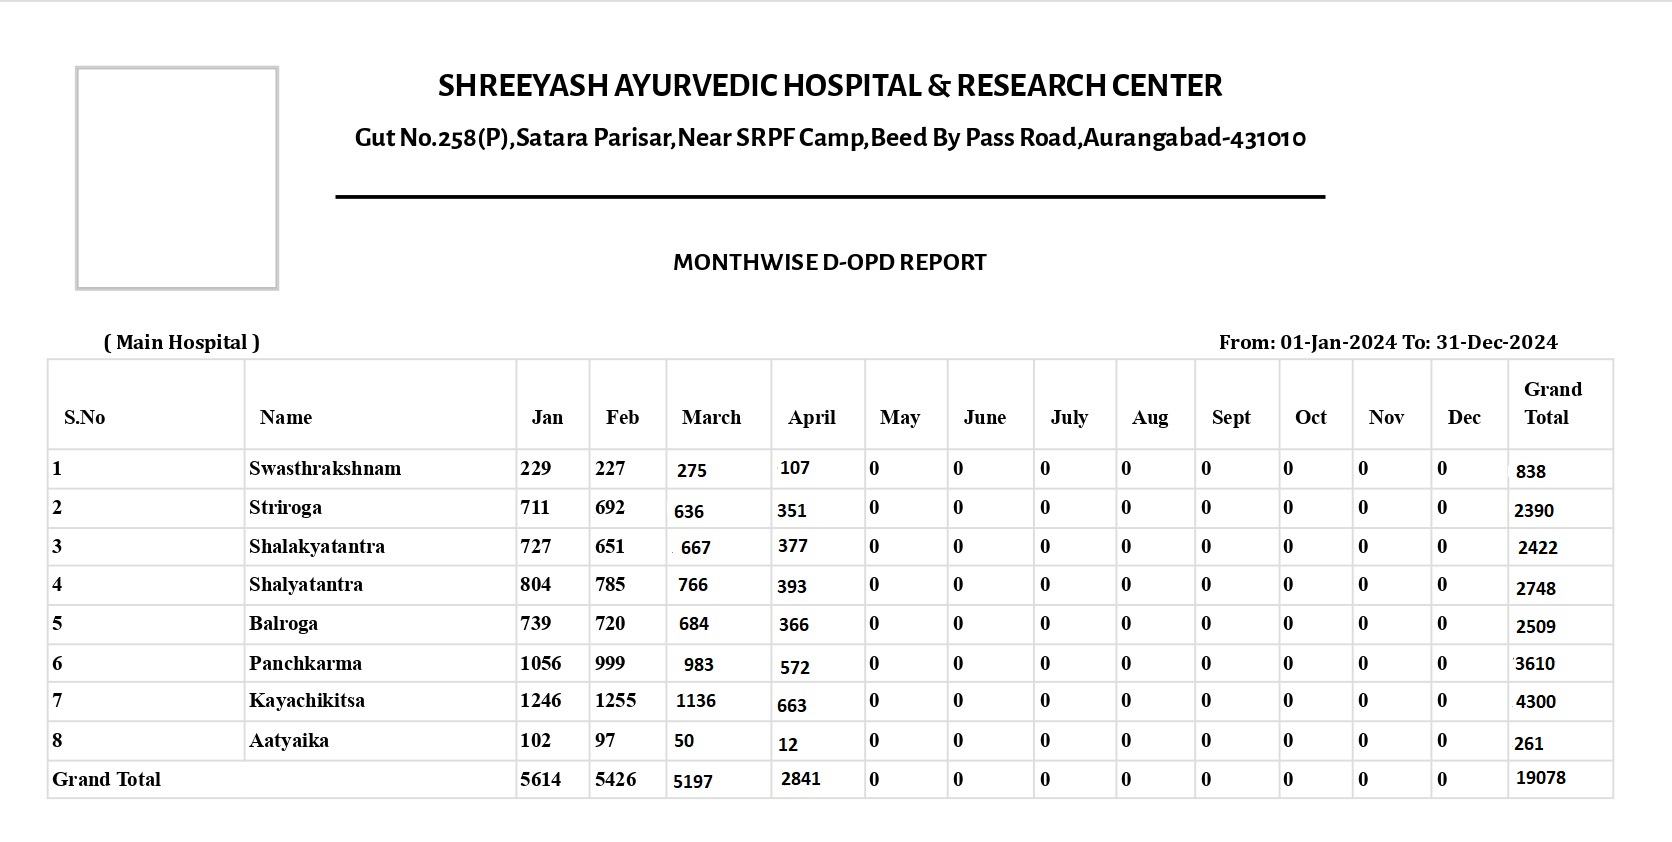 SHREEYASH AYURVEDIC HOSPITAL & RESEARCH CENTER
Gut No.258(P),Satara Parisar,Near SRPF Camp,Beed By Pass Road,Aurangabad-431010
MONTHWISE D-OPD REPORT
( Main Hospital ) From: 01-Jan-2024 To: 31-Dec-2024
S.No Name Jan Feb March April May June July Aug Sept Oct Nov Dec Grand Total
1 Swasthrakshnam 229 227 275 107 0 0 0 0 0 0 0 0 838
2 Striroga 711 692 636 351 0 0 0 0 0 0 0 0 2390
3 Shalakyatantra 727 651 667 377 0 0 0 0 0 0 0 0 2422
4 Shalyatantra 804 785 766 393 0 0 0 0 0 0 0 0 2748
5 Balroga 739 720 684 366 0 0 0 0 0 0 0 0 2509
6 Panchkarma 1056 999 983 572 0 0 0 0 0 0 0 0 3610
7 Kayachikitsa 1246 1255 1136 663 0 0 0 0 0 0 0 0 4300
8 Aatyaika 102 97 50 12 0 0 0 0 0 0 0 0 261
Grand Total 5614 5426 5197 2841 0 0 0 0 0 0 0 0 19078